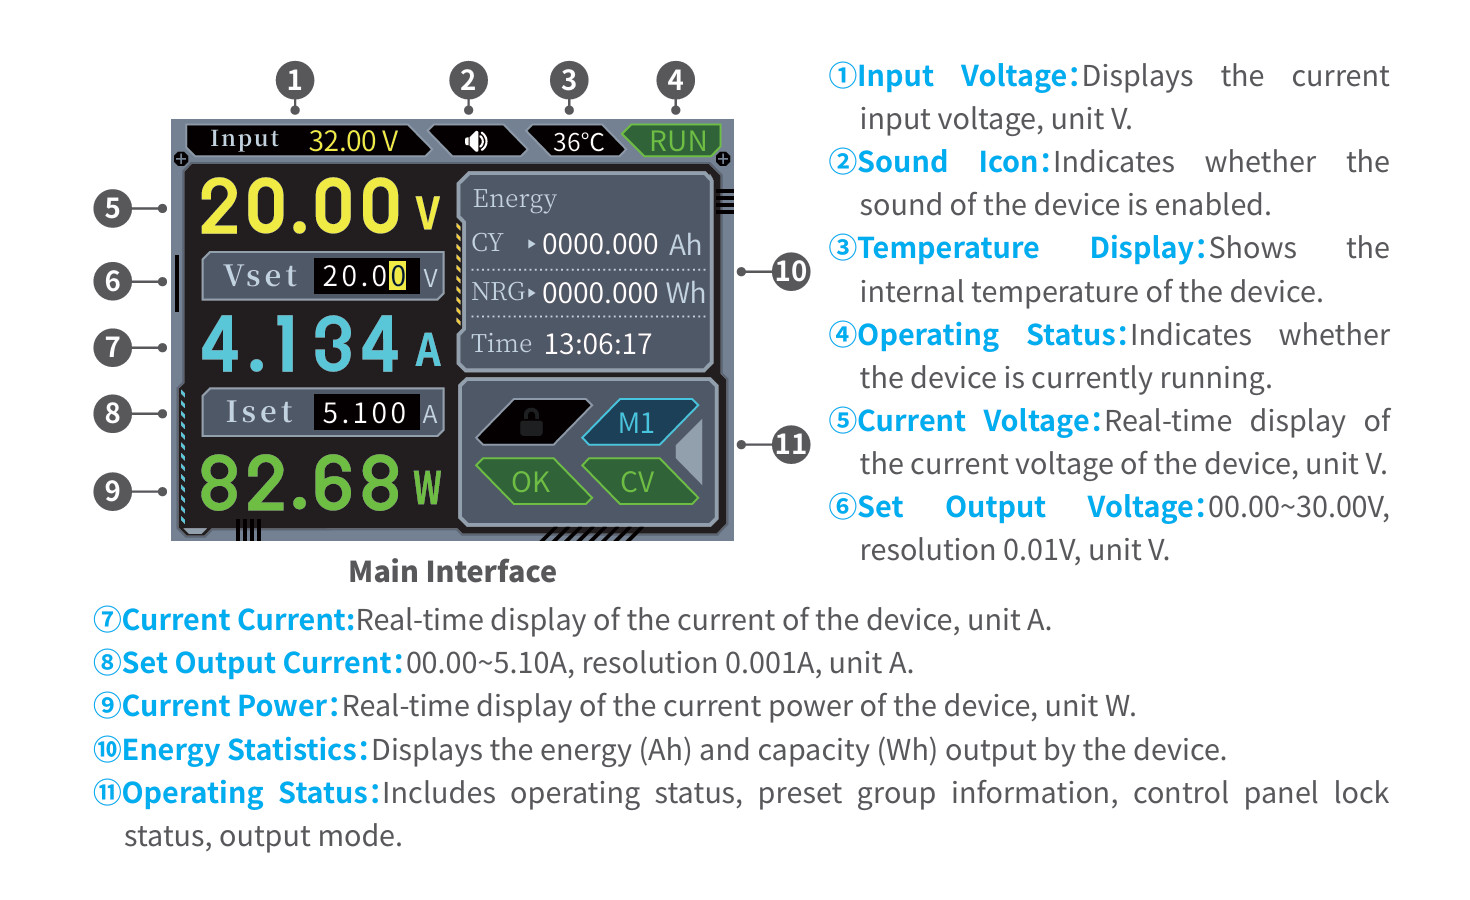 1 2 3 4
Input 32.00 V 36°C RUN
5 20.00 V
6 Vset 20.00 V
7 4.134 A
8 Iset 5.100 A
9 82.68 W
Energy
CY ▸ 0000.000 Ah
NRG▸ 0000.000 Wh
Time 13:06:17
10
M1
OK CV
11
Main Interface
①Input Voltage:Displays the current
input voltage, unit V.
②Sound Icon:Indicates whether the
sound of the device is enabled.
③Temperature Display:Shows the
internal temperature of the device.
④Operating Status:Indicates whether
the device is currently running.
⑤Current Voltage:Real-time display of
the current voltage of the device, unit V.
⑥Set Output Voltage:00.00~30.00V,
resolution 0.01V, unit V.
⑦Current Current:Real-time display of the current of the device, unit A.
⑧Set Output Current:00.00~5.10A, resolution 0.001A, unit A.
⑨Current Power:Real-time display of the current power of the device, unit W.
⑩Energy Statistics:Displays the energy (Ah) and capacity (Wh) output by the device.
⑪Operating Status:Includes operating status, preset group information, control panel lock
status, output mode.